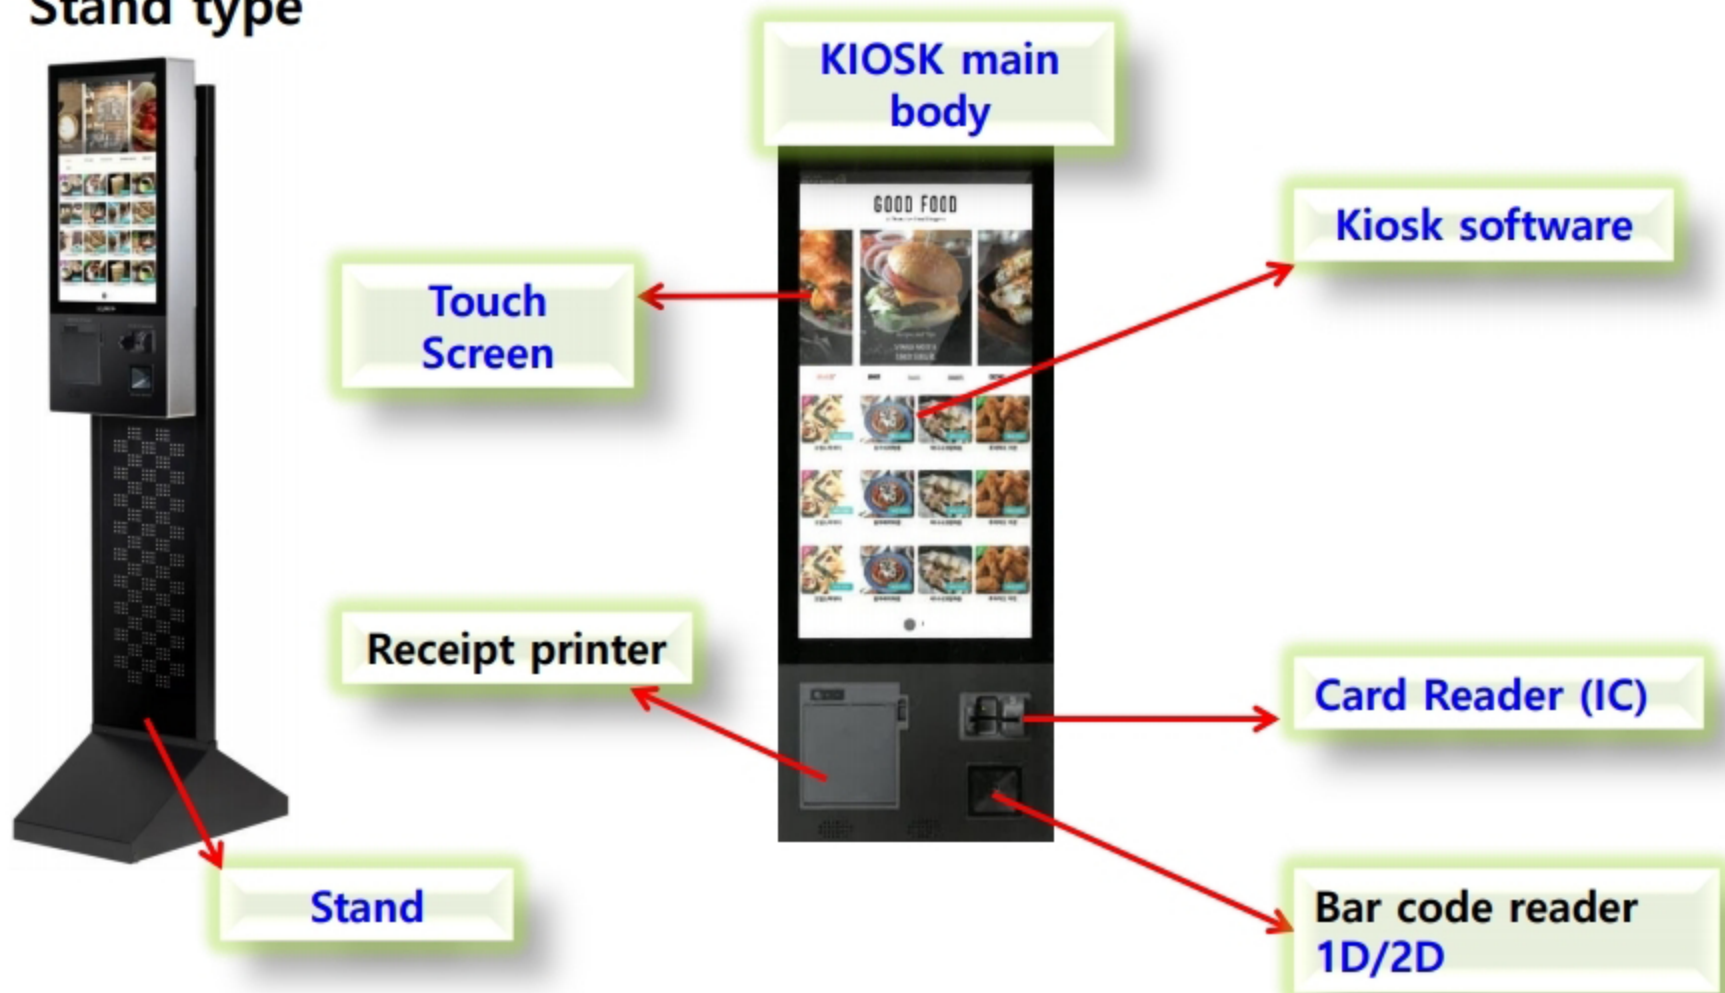 Stand type
KIOSK main
body
Kiosk software
Touch
Screen
GOOD FOOD
Receipt printer
Card Reader (IC)
Stand
Bar code reader
1D/2D